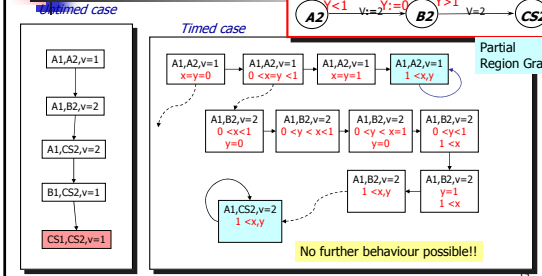 Untimed case
Timed case
A2
Y<1
V:=2
Y:=0
B2
Y>1
V=2
CS2
Partial
Region Gra
A1,A2,v=1
A1,B2,v=2
A1,CS2,v=2
B1,CS2,v=1
CS1,CS2,v=1
A1,A2,v=1
x=y=0
A1,A2,v=1
0 <x=y <1
A1,A2,v=1
x=y=1
A1,A2,v=1
1 <x,y
A1,B2,v=2
0 <x<1
y=0
A1,B2,v=2
0 <y < x<1
A1,B2,v=2
0 <y < x=1
y=0
A1,B2,v=2
0 <y<1
1 <x
A1,CS2,v=2
1 <x,y
A1,B2,v=2
1 <x,y
A1,B2,v=2
y=1
1 <x
No further behaviour possible!!